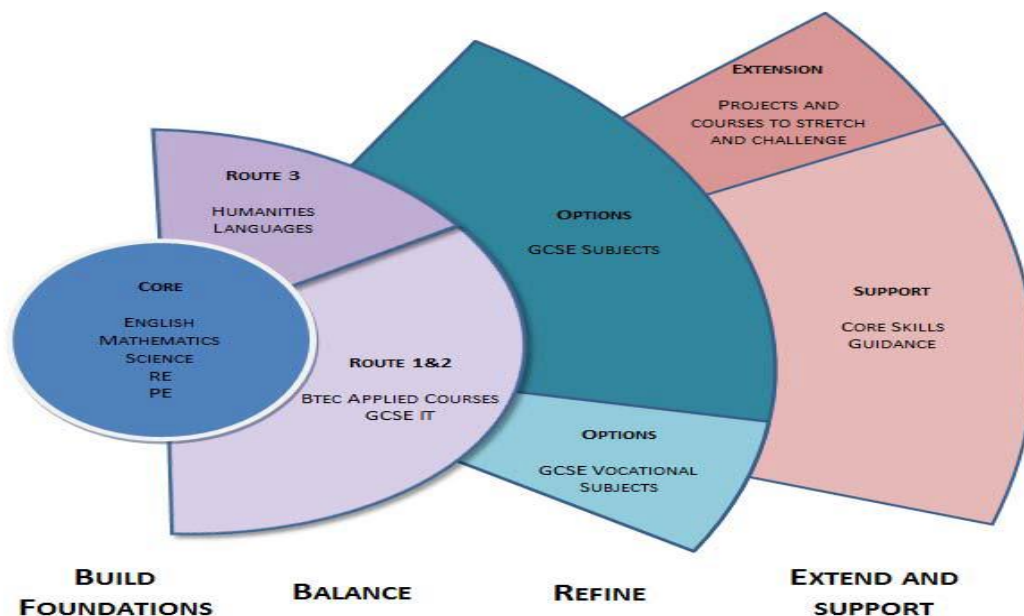 CORE
ENGLISH
MATHEMATICS
SCIENCE
RE
PE
ROUTE 3
HUMANITIES
LANGUAGES
ROUTE 1&2
BTEC APPLIED COURSES
GCSE IT
OPTIONS
GCSE SUBJECTS
OPTIONS
GCSE VOCATIONAL
SUBJECTS
EXTENSION
PROJECTS AND
COURSES TO STRETCH
AND CHALLENGE
SUPPORT
CORE SKILLS
GUIDANCE
BUILD
FOUNDATIONS
BALANCE
REFINE
EXTEND AND
SUPPORT